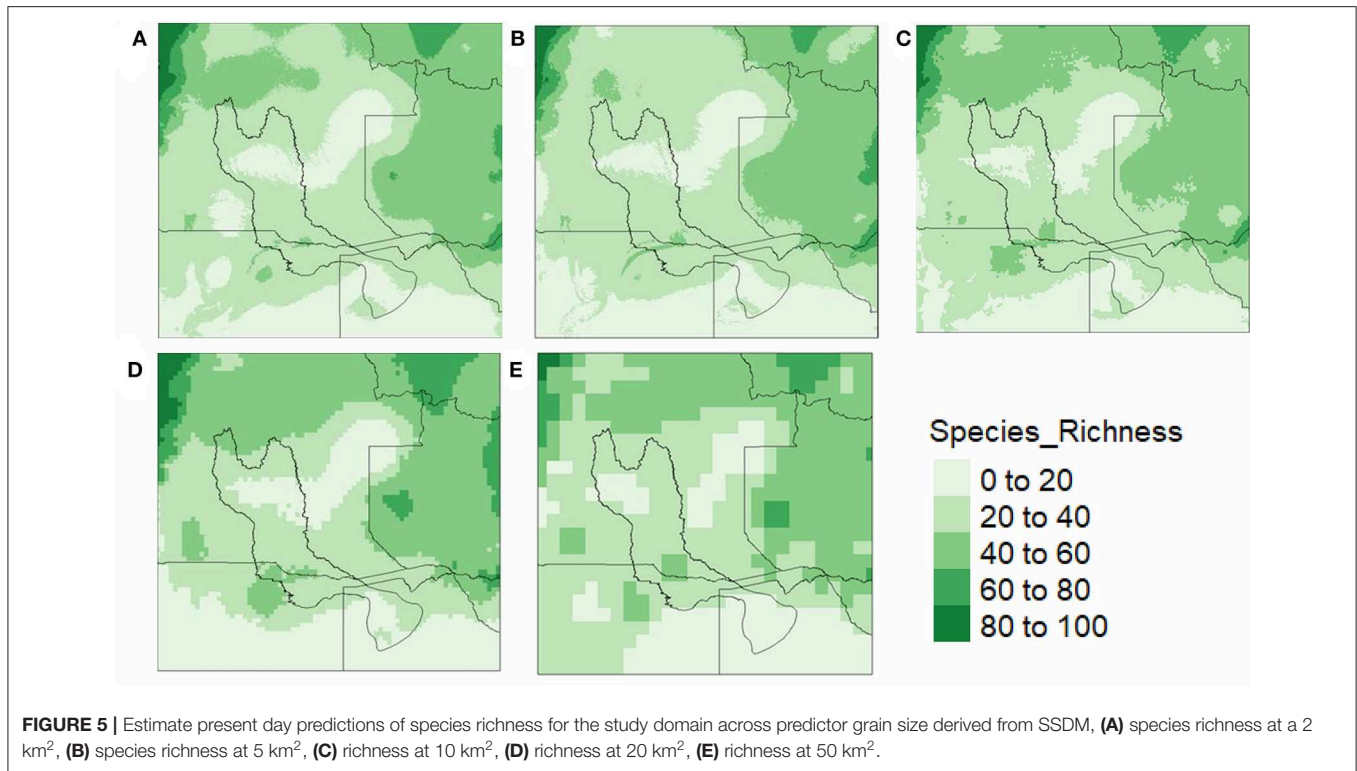 A
B
C
D
E
Species_Richness
0 to 20
20 to 40
40 to 60
60 to 80
80 to 100
FIGURE 5 | Estimate present day predictions of species richness for the study domain across predictor grain size derived from SSDM, (A) species richness at a 2
km², (B) species richness at 5 km², (C) richness at 10 km², (D) richness at 20 km², (E) richness at 50 km².